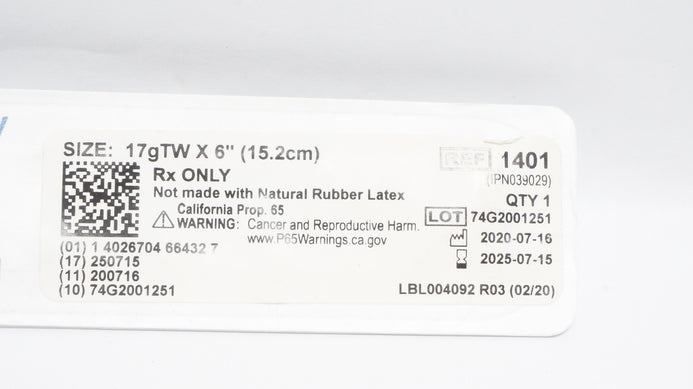 SIZE: 17gTW X 6" (15.2cm)
REF 1401
(IPN039029)
Rx ONLY
Not made with Natural Rubber Latex
QTY 1
California Prop. 65
WARNING: Cancer and Reproductive Harm.
www.P65Warnings.ca.gov
LOT 74G2001251
2020-07-16
2025-07-15
(01) 1 4026704 66432 7
(17) 250715
(11) 200716
(10) 74G2001251
LBL004092 R03 (02/20)